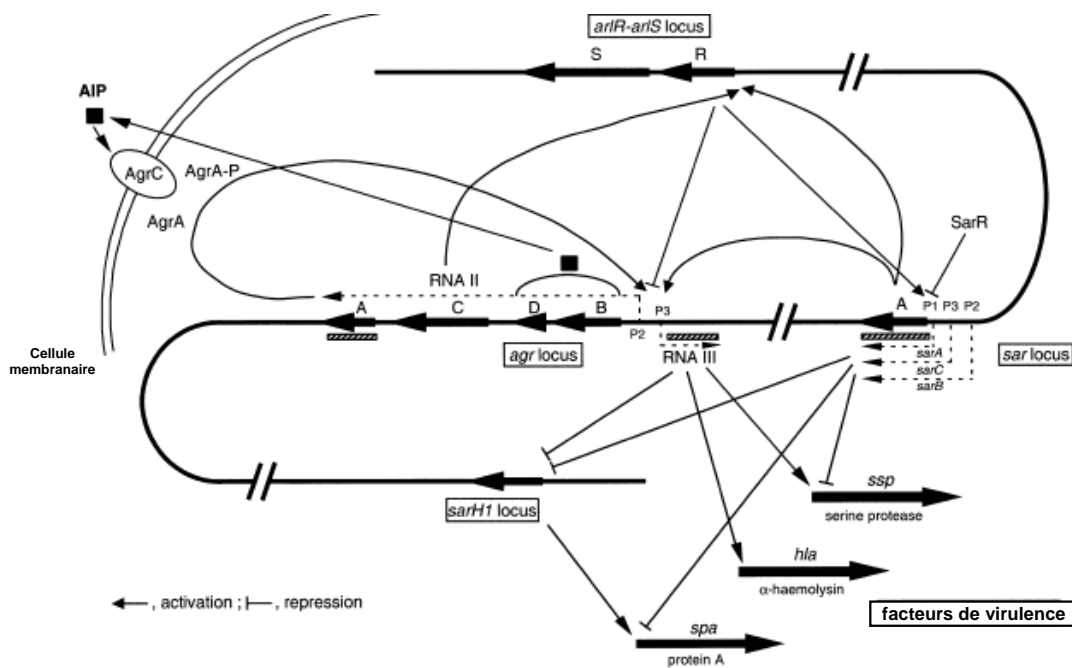 arlR-arlS locus
S R
AIP
AgrC
AgrA-P
AgrA
SarR
RNA II
A C D B P2 P3 A P1 P3 P2
agr locus
RNA III
sarA
sarC
sarB
sar locus
Cellule
membranaire
sarH1 locus
ssp
serine protease
hla
α-haemolysin
, activation ; , repression
facteurs de virulence
spa
protein A